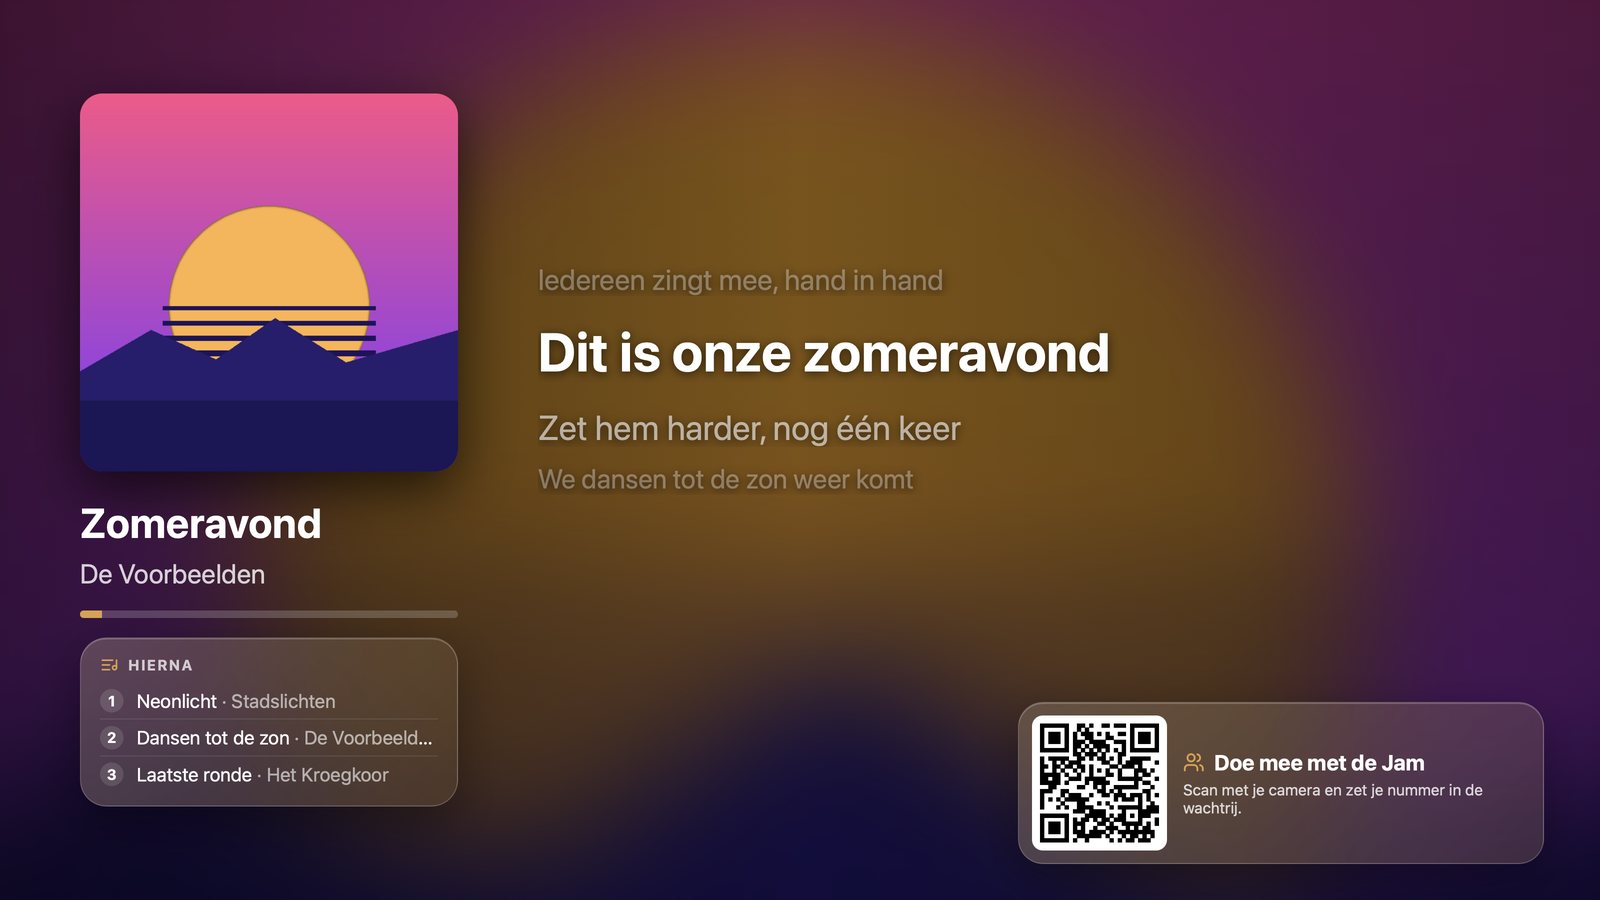 Iedereen zingt mee, hand in hand
Dit is onze zomeravond
Zet hem harder, nog één keer
We dansen tot de zon weer komt
Zomeravond
De Voorbeelden
HIERNA
1 Neonlicht · Stadslichten
2 Dansen tot de zon · De Voorbeeld...
3 Laatste ronde · Het Kroegkoor
Doe mee met de Jam
Scan met je camera en zet je nummer in de
wachtrij.